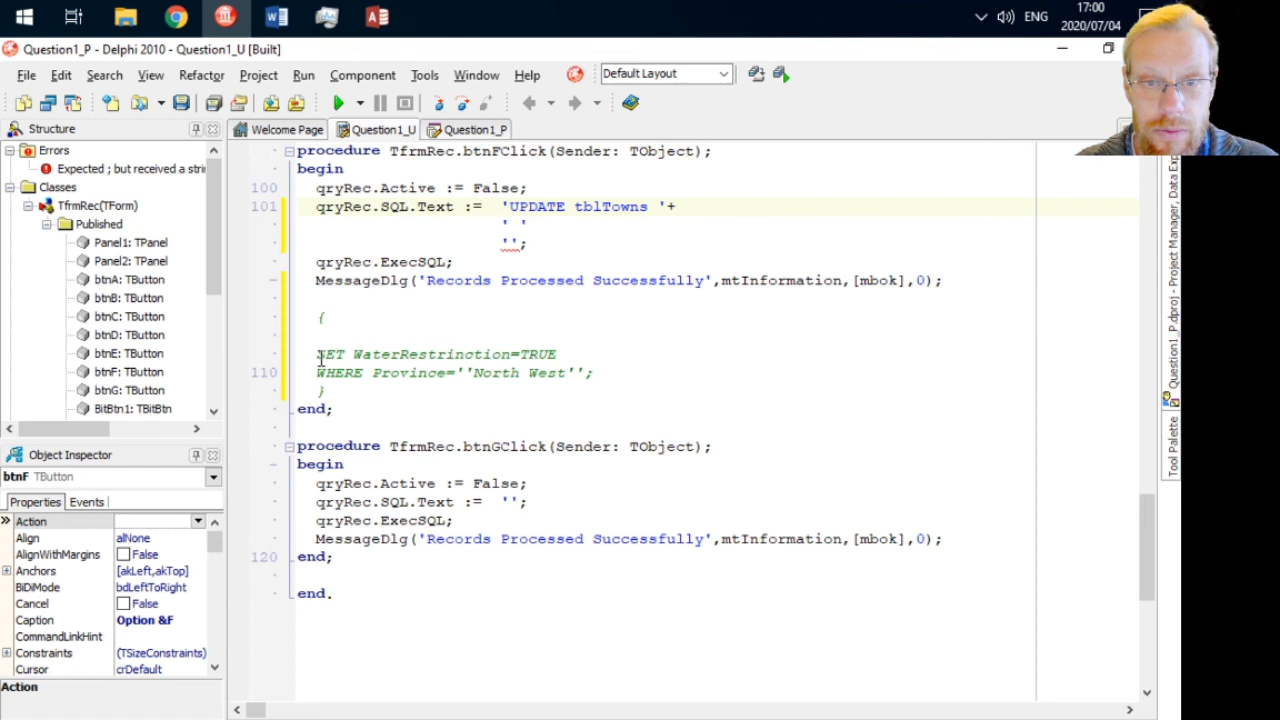 17:00
ENG
2020/07/04
Question1_P - Delphi 2010 - Question1_U [Built]
File Edit Search View Refactor Project Run Component Tools Window Help Default Layout
Structure
Welcome Page Question1_U Question1_P
Errors
Expected ; but received a stri
Classes
TfrmRec(TForm)
Published
Panel1: TPanel
Panel2: TPanel
btnA: TButton
btnB: TButton
btnC: TButton
btnD: TButton
btnE: TButton
btnF: TButton
btnG: TButton
BitBtn1: TBitBtn
procedure TfrmRec.btnFClick(Sender: TObject);
begin
100 qryRec.Active := False;
101 qryRec.SQL.Text := 'UPDATE tblTowns '+
' '
'';
qryRec.ExecSQL;
MessageDlg('Records Processed Successfully',mtInformation,[mbok],0);
{
SET WaterRestrinction=TRUE
110 WHERE Province=''North West'';
}
end;
procedure TfrmRec.btnGClick(Sender: TObject);
begin
qryRec.Active := False;
qryRec.SQL.Text := '';
qryRec.ExecSQL;
MessageDlg('Records Processed Successfully',mtInformation,[mbok],0);
120 end;
end.
Object Inspector
btnF TButton
Properties Events
Action
Align alNone
AlignWithMargins False
Anchors [akLeft,akTop]
BiDiMode bdLeftToRight
Cancel False
Caption Option &F
CommandLinkHint
Constraints (TSizeConstraints)
Cursor crDefault
Action
Question1_P.dproj - Project Manager, Data Exp
Tool Palette